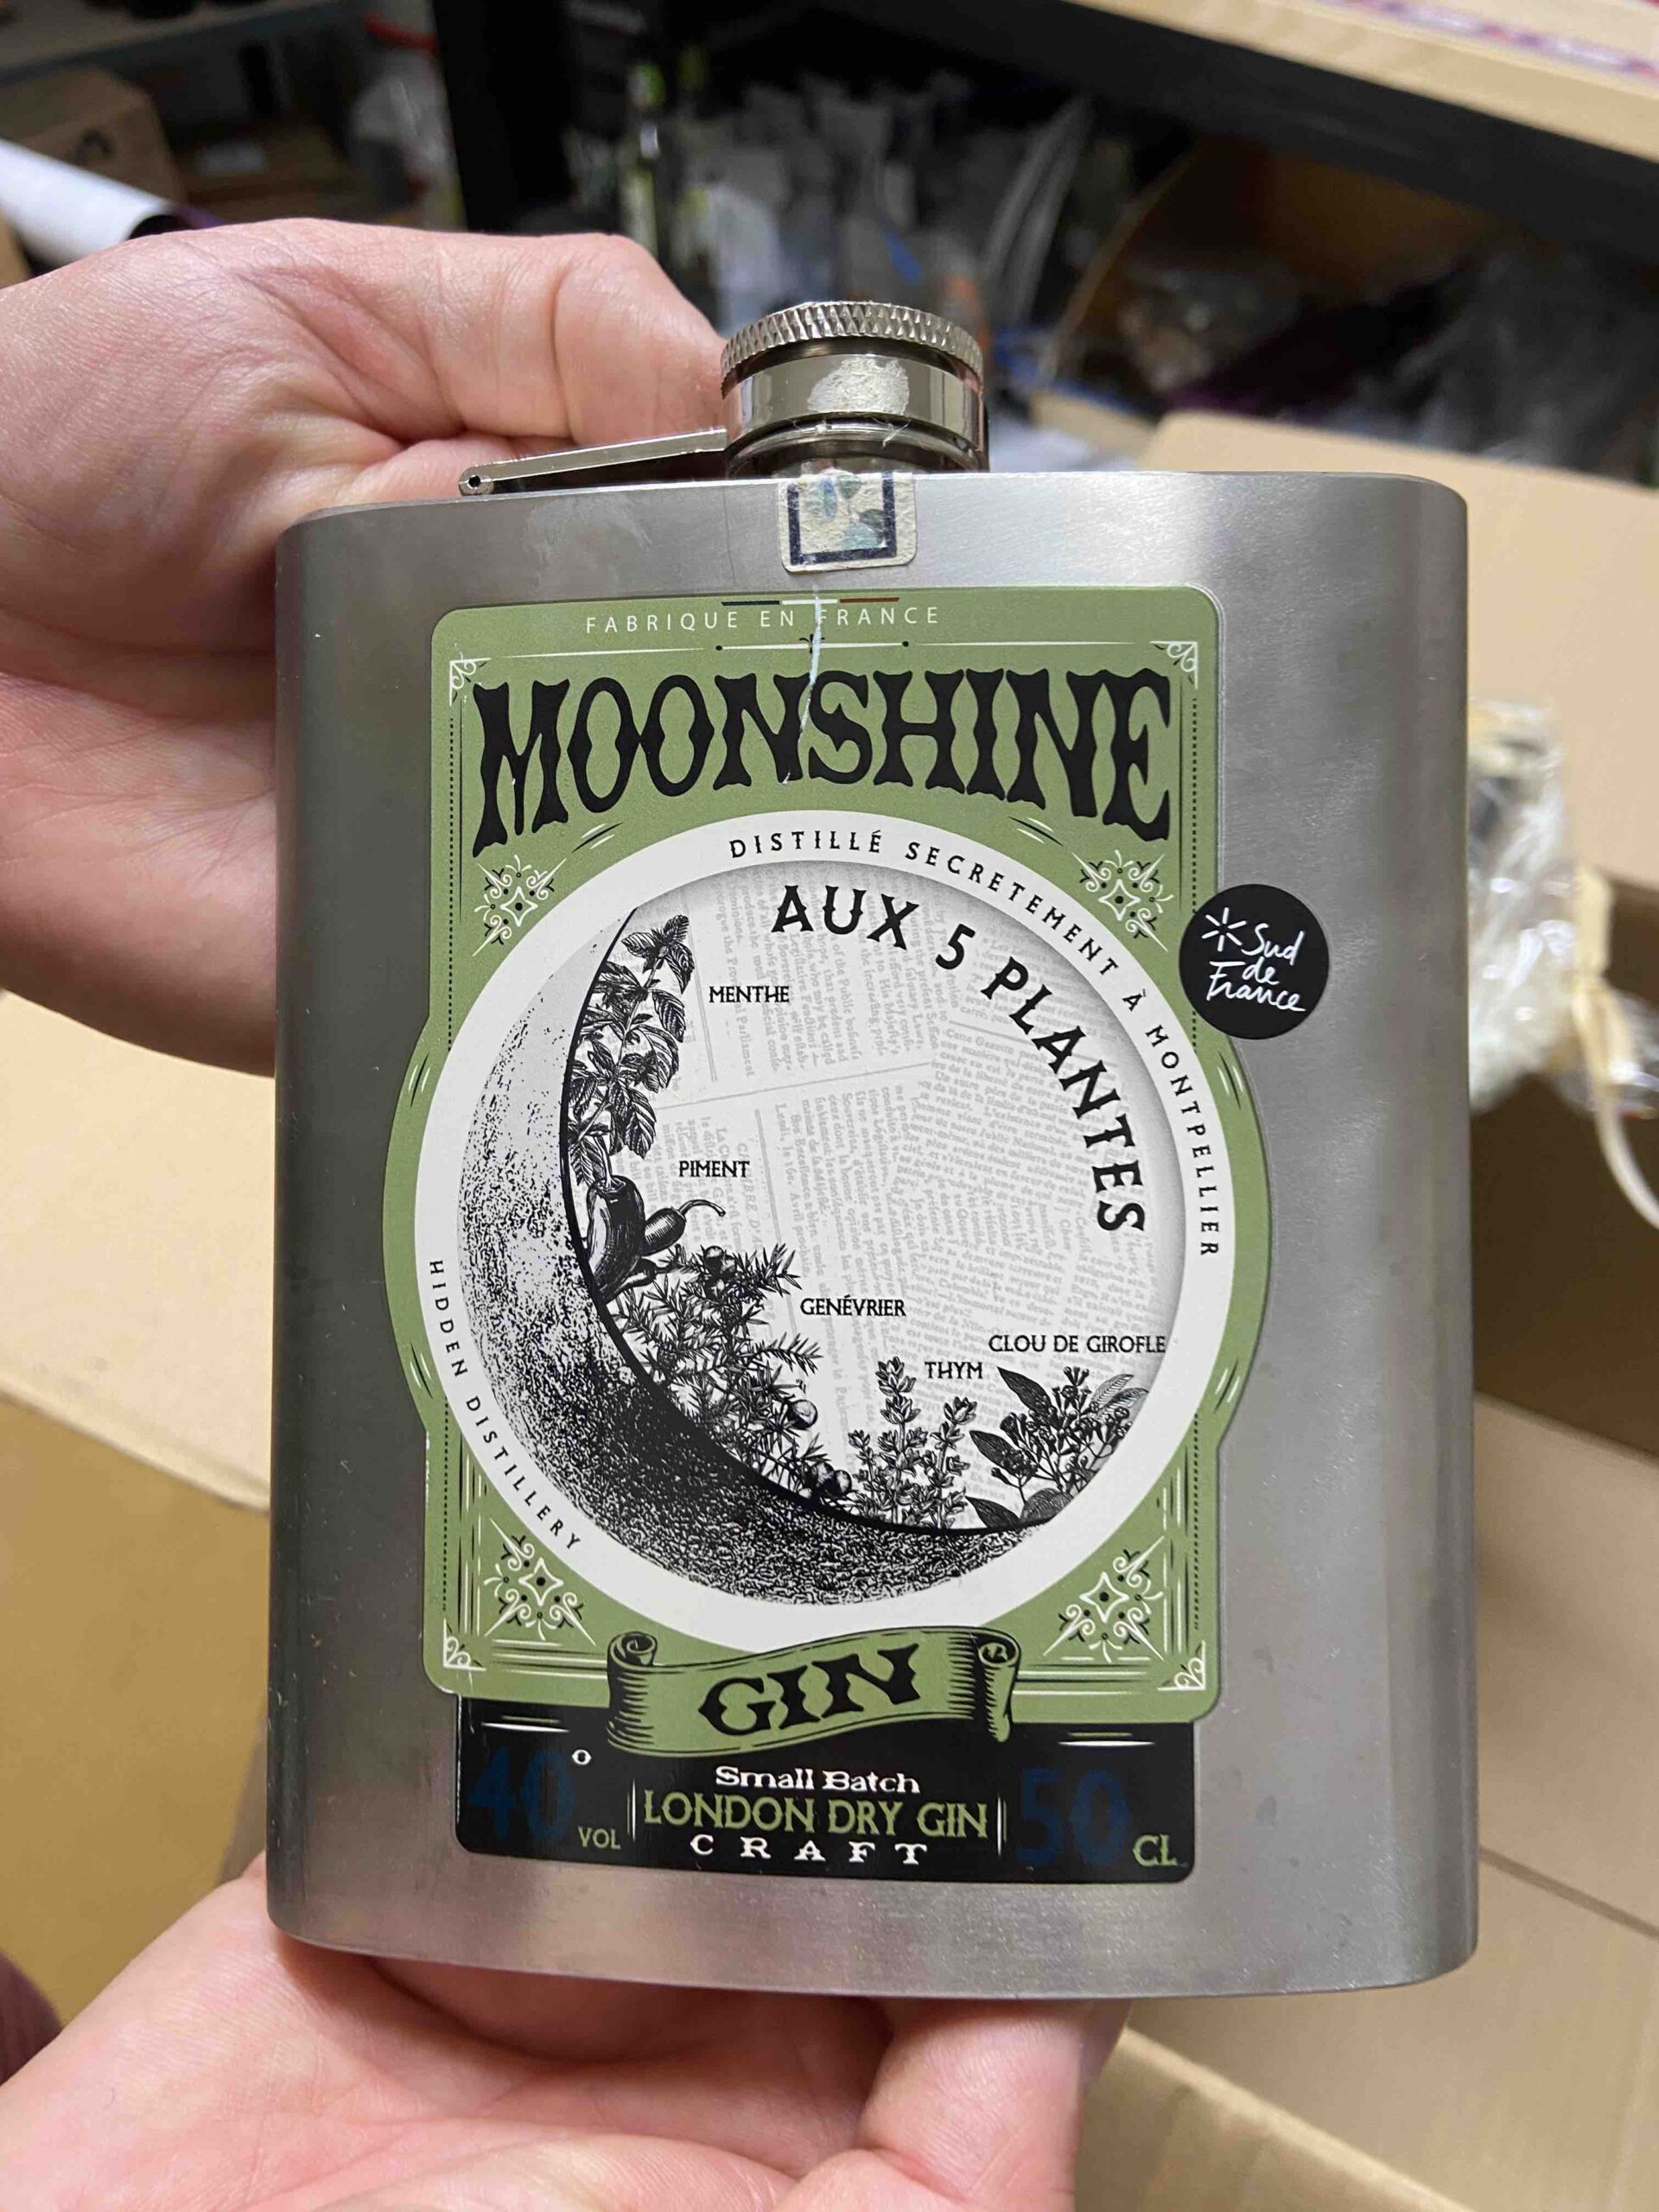 FABRIQUE EN FRANCE
MOONSHINE
DISTILLÉ SECRETEMENT À MONTPELLIER
AUX 5 PLANTES
Sud
de
France
MENTHE
PIMENT
GENÉVRIER
CLOU DE GIROFLE
THYM
HIDDEN DISTILLERY
GIN
40° VOL
Small Batch
LONDON DRY GIN
CRAFT
50 CL